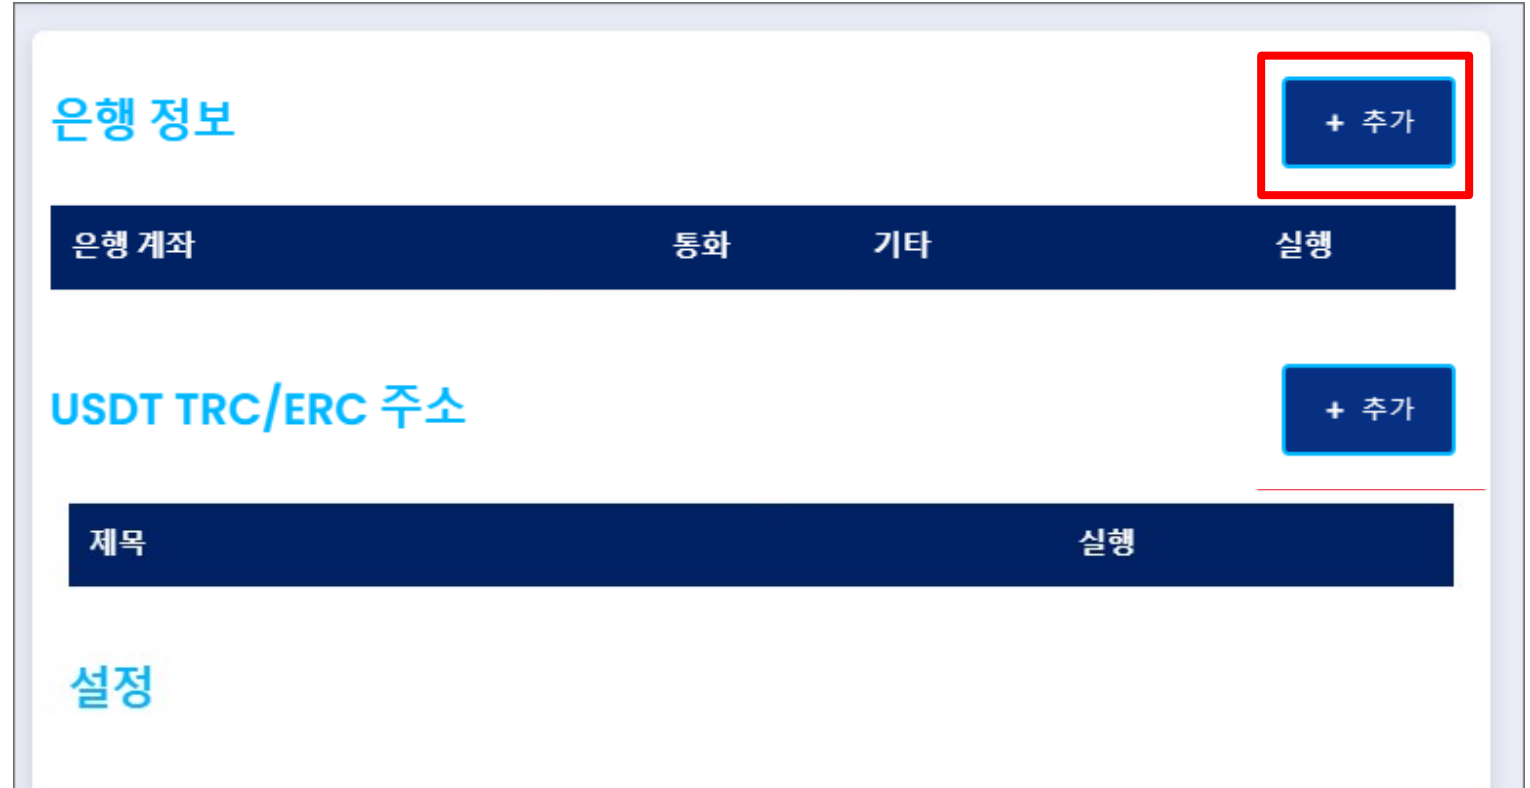 은행 정보
+ 추가
은행 계좌 통화 기타 실행
USDT TRC/ERC 주소
+ 추가
제목 실행
설정